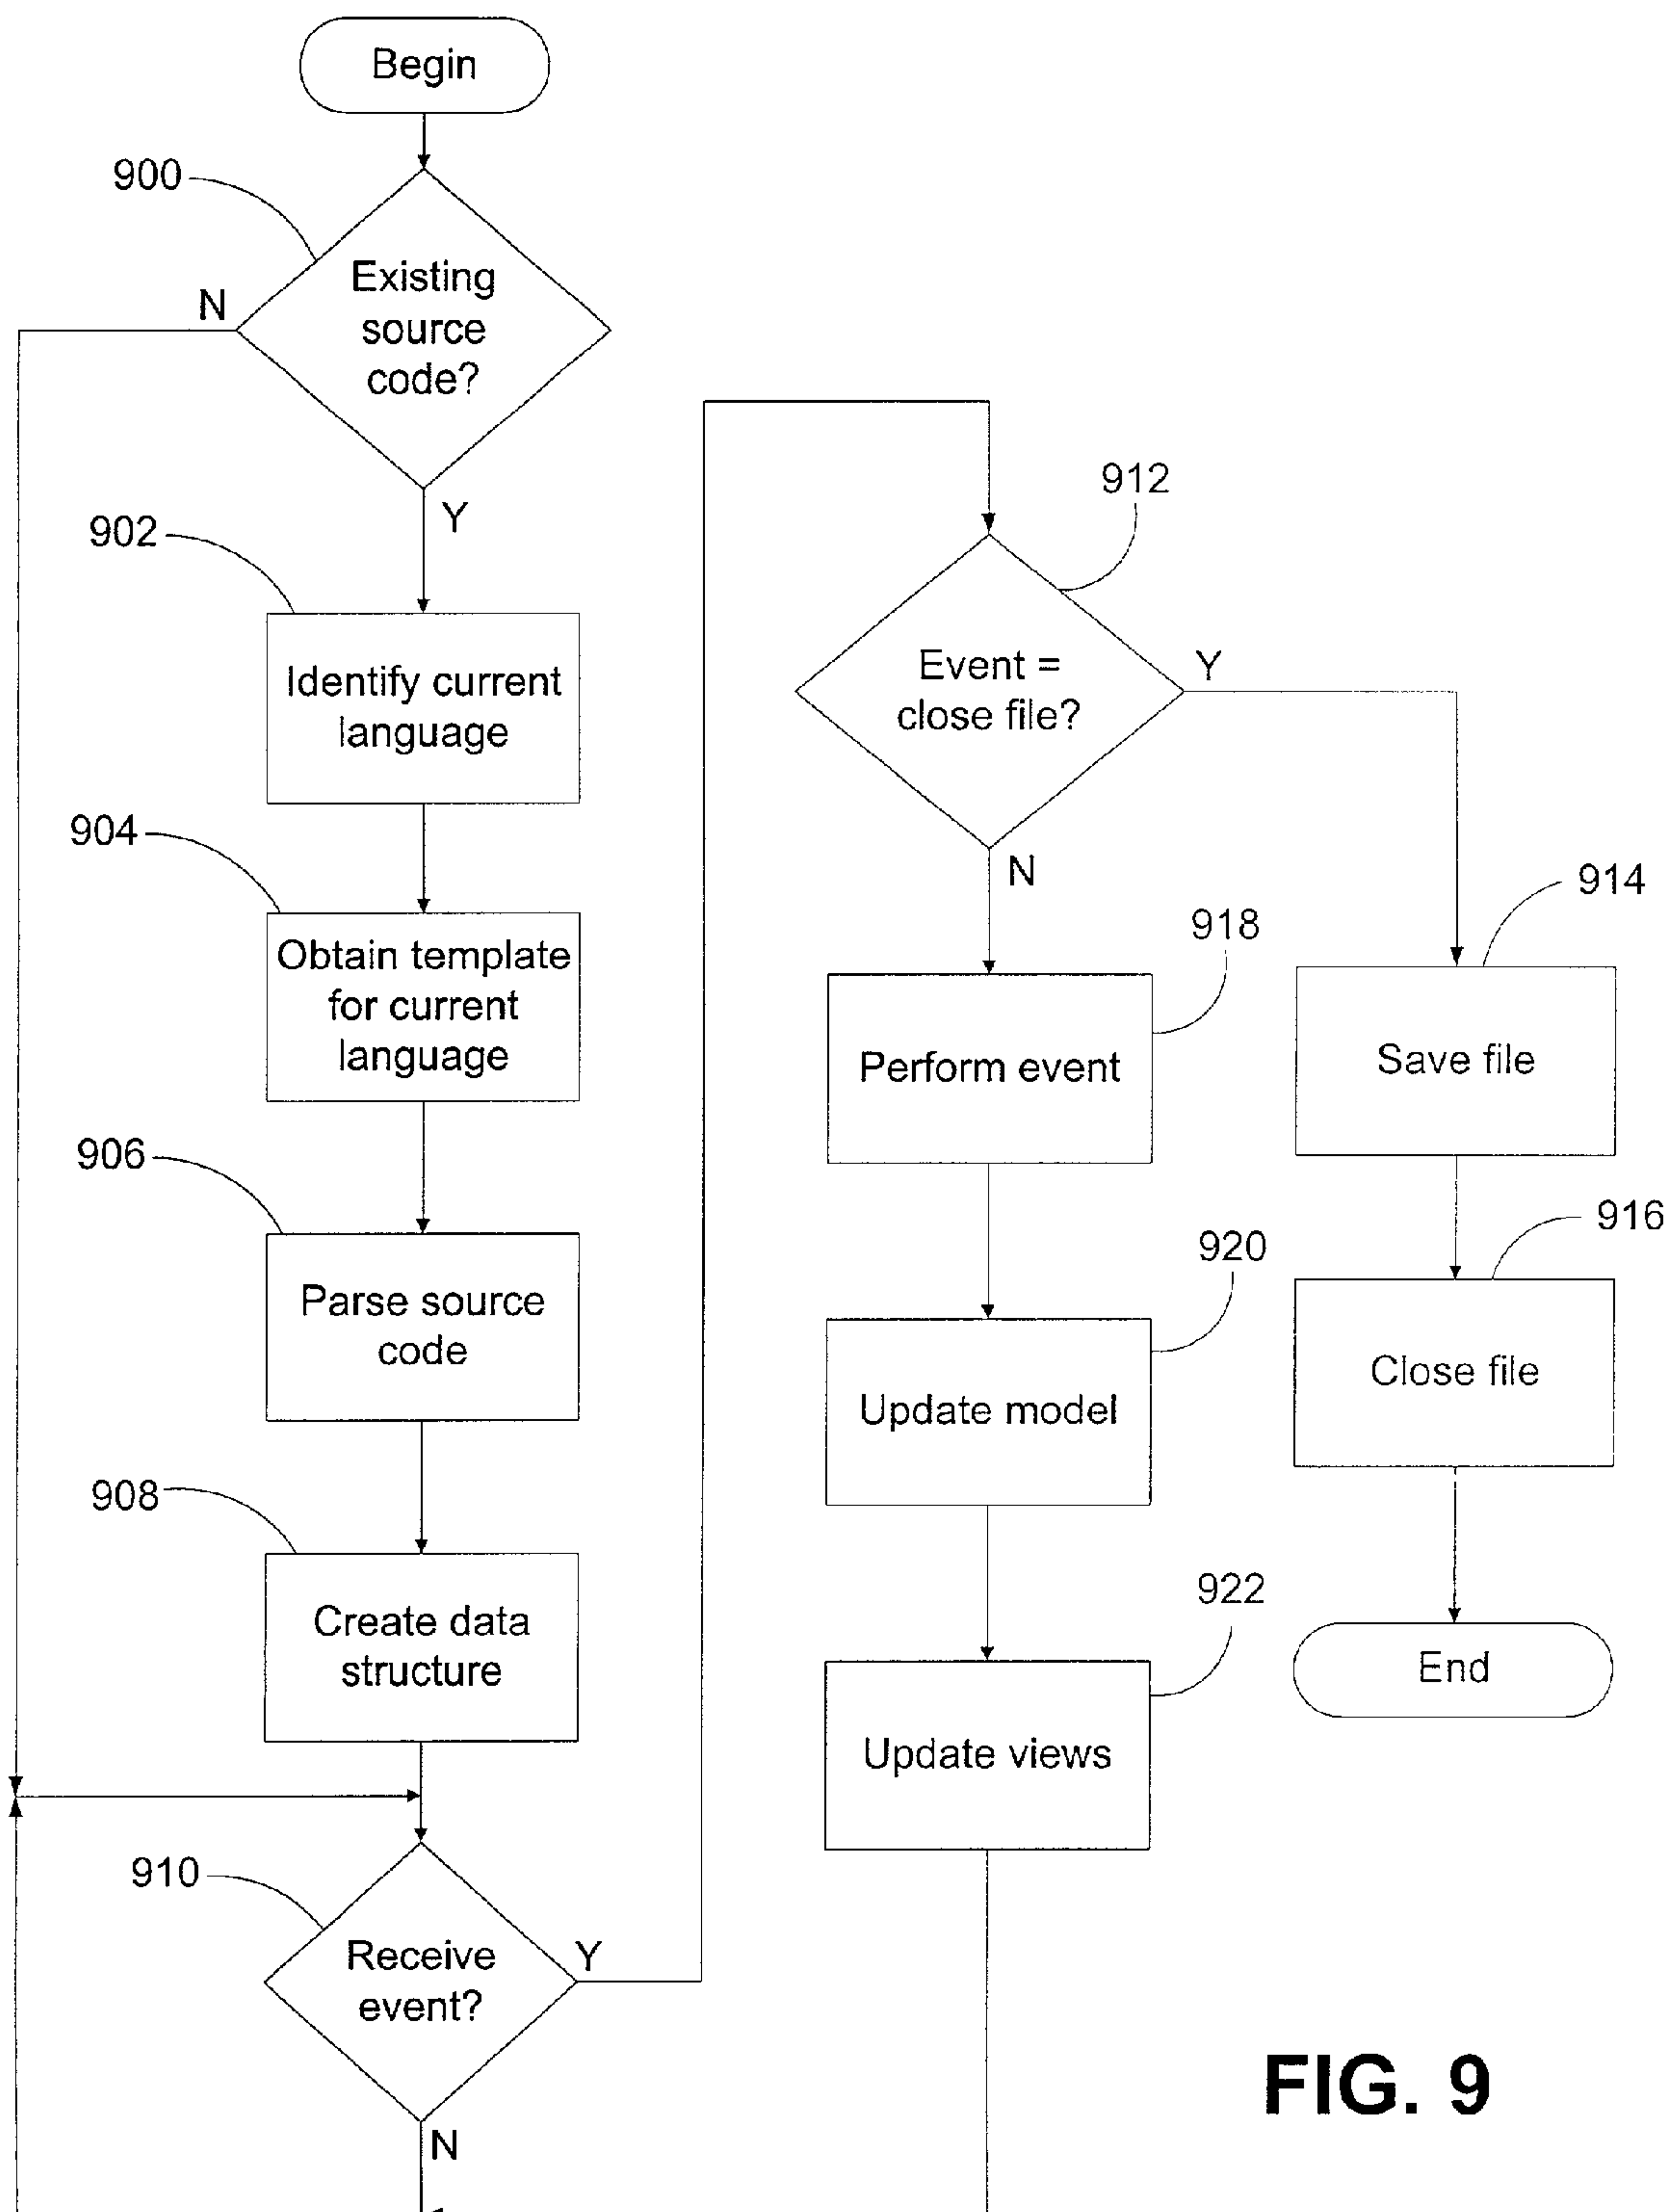 Begin
900
Existing
source
code?
N
Y
902
Identify current
language
904
Obtain template
for current
language
906
Parse source
code
908
Create data
structure
910
Receive
event?
Y
N
912
Event =
close file?
Y
N
914
Save file
916
Close file
End
918
Perform event
920
Update model
922
Update views
FIG. 9